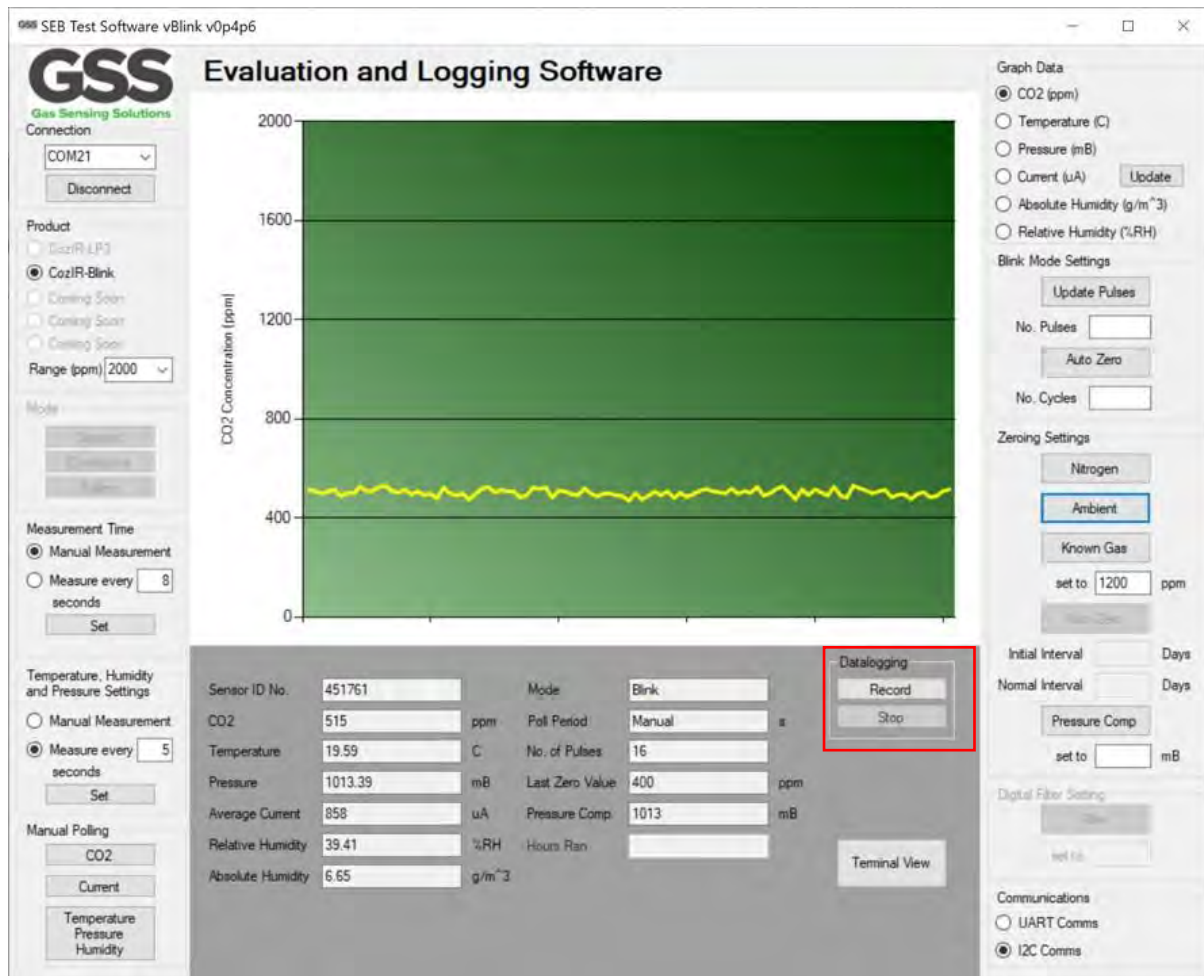 GSS SEB Test Software vBlink v0p4p6
GSS
Gas Sensing Solutions
Evaluation and Logging Software
Connection
COM21
Disconnect
Product
CozIR-LP3
CozIR-Blink
Coming Soon
Coming Soon
Coming Soon
Range (ppm) 2000
Mode
Measurement Time
Manual Measurement
Measure every 8
seconds
Set
Temperature, Humidity
and Pressure Settings
Manual Measurement
Measure every 5
seconds
Set
Manual Polling
CO2
Current
Temperature
Pressure
Humidity
CO2 Concentration (ppm)
2000
1600
1200
800
400
0
Sensor ID No. 451761
CO2 515 ppm
Temperature 19.59 C
Pressure 1013.39 mB
Average Current 858 uA
Relative Humidity 39.41 %RH
Absolute Humidity 6.65 g/m^3
Mode Blink
Poll Period Manual s
No. of Pulses 16
Last Zero Value 400 ppm
Pressure Comp. 1013 mB
Hours Ran
Datalogging
Record
Stop
Terminal View
Graph Data
CO2 (ppm)
Temperature (C)
Pressure (mB)
Current (uA) Update
Absolute Humidity (g/m^3)
Relative Humidity (%RH)
Blink Mode Settings
Update Pulses
No. Pulses
Auto Zero
No. Cycles
Zeroing Settings
Nitrogen
Ambient
Known Gas
set to 1200 ppm
Initial Interval Days
Normal Interval Days
Pressure Comp
set to mB
Digital Filter Setting
set to
Communications
UART Comms
I2C Comms